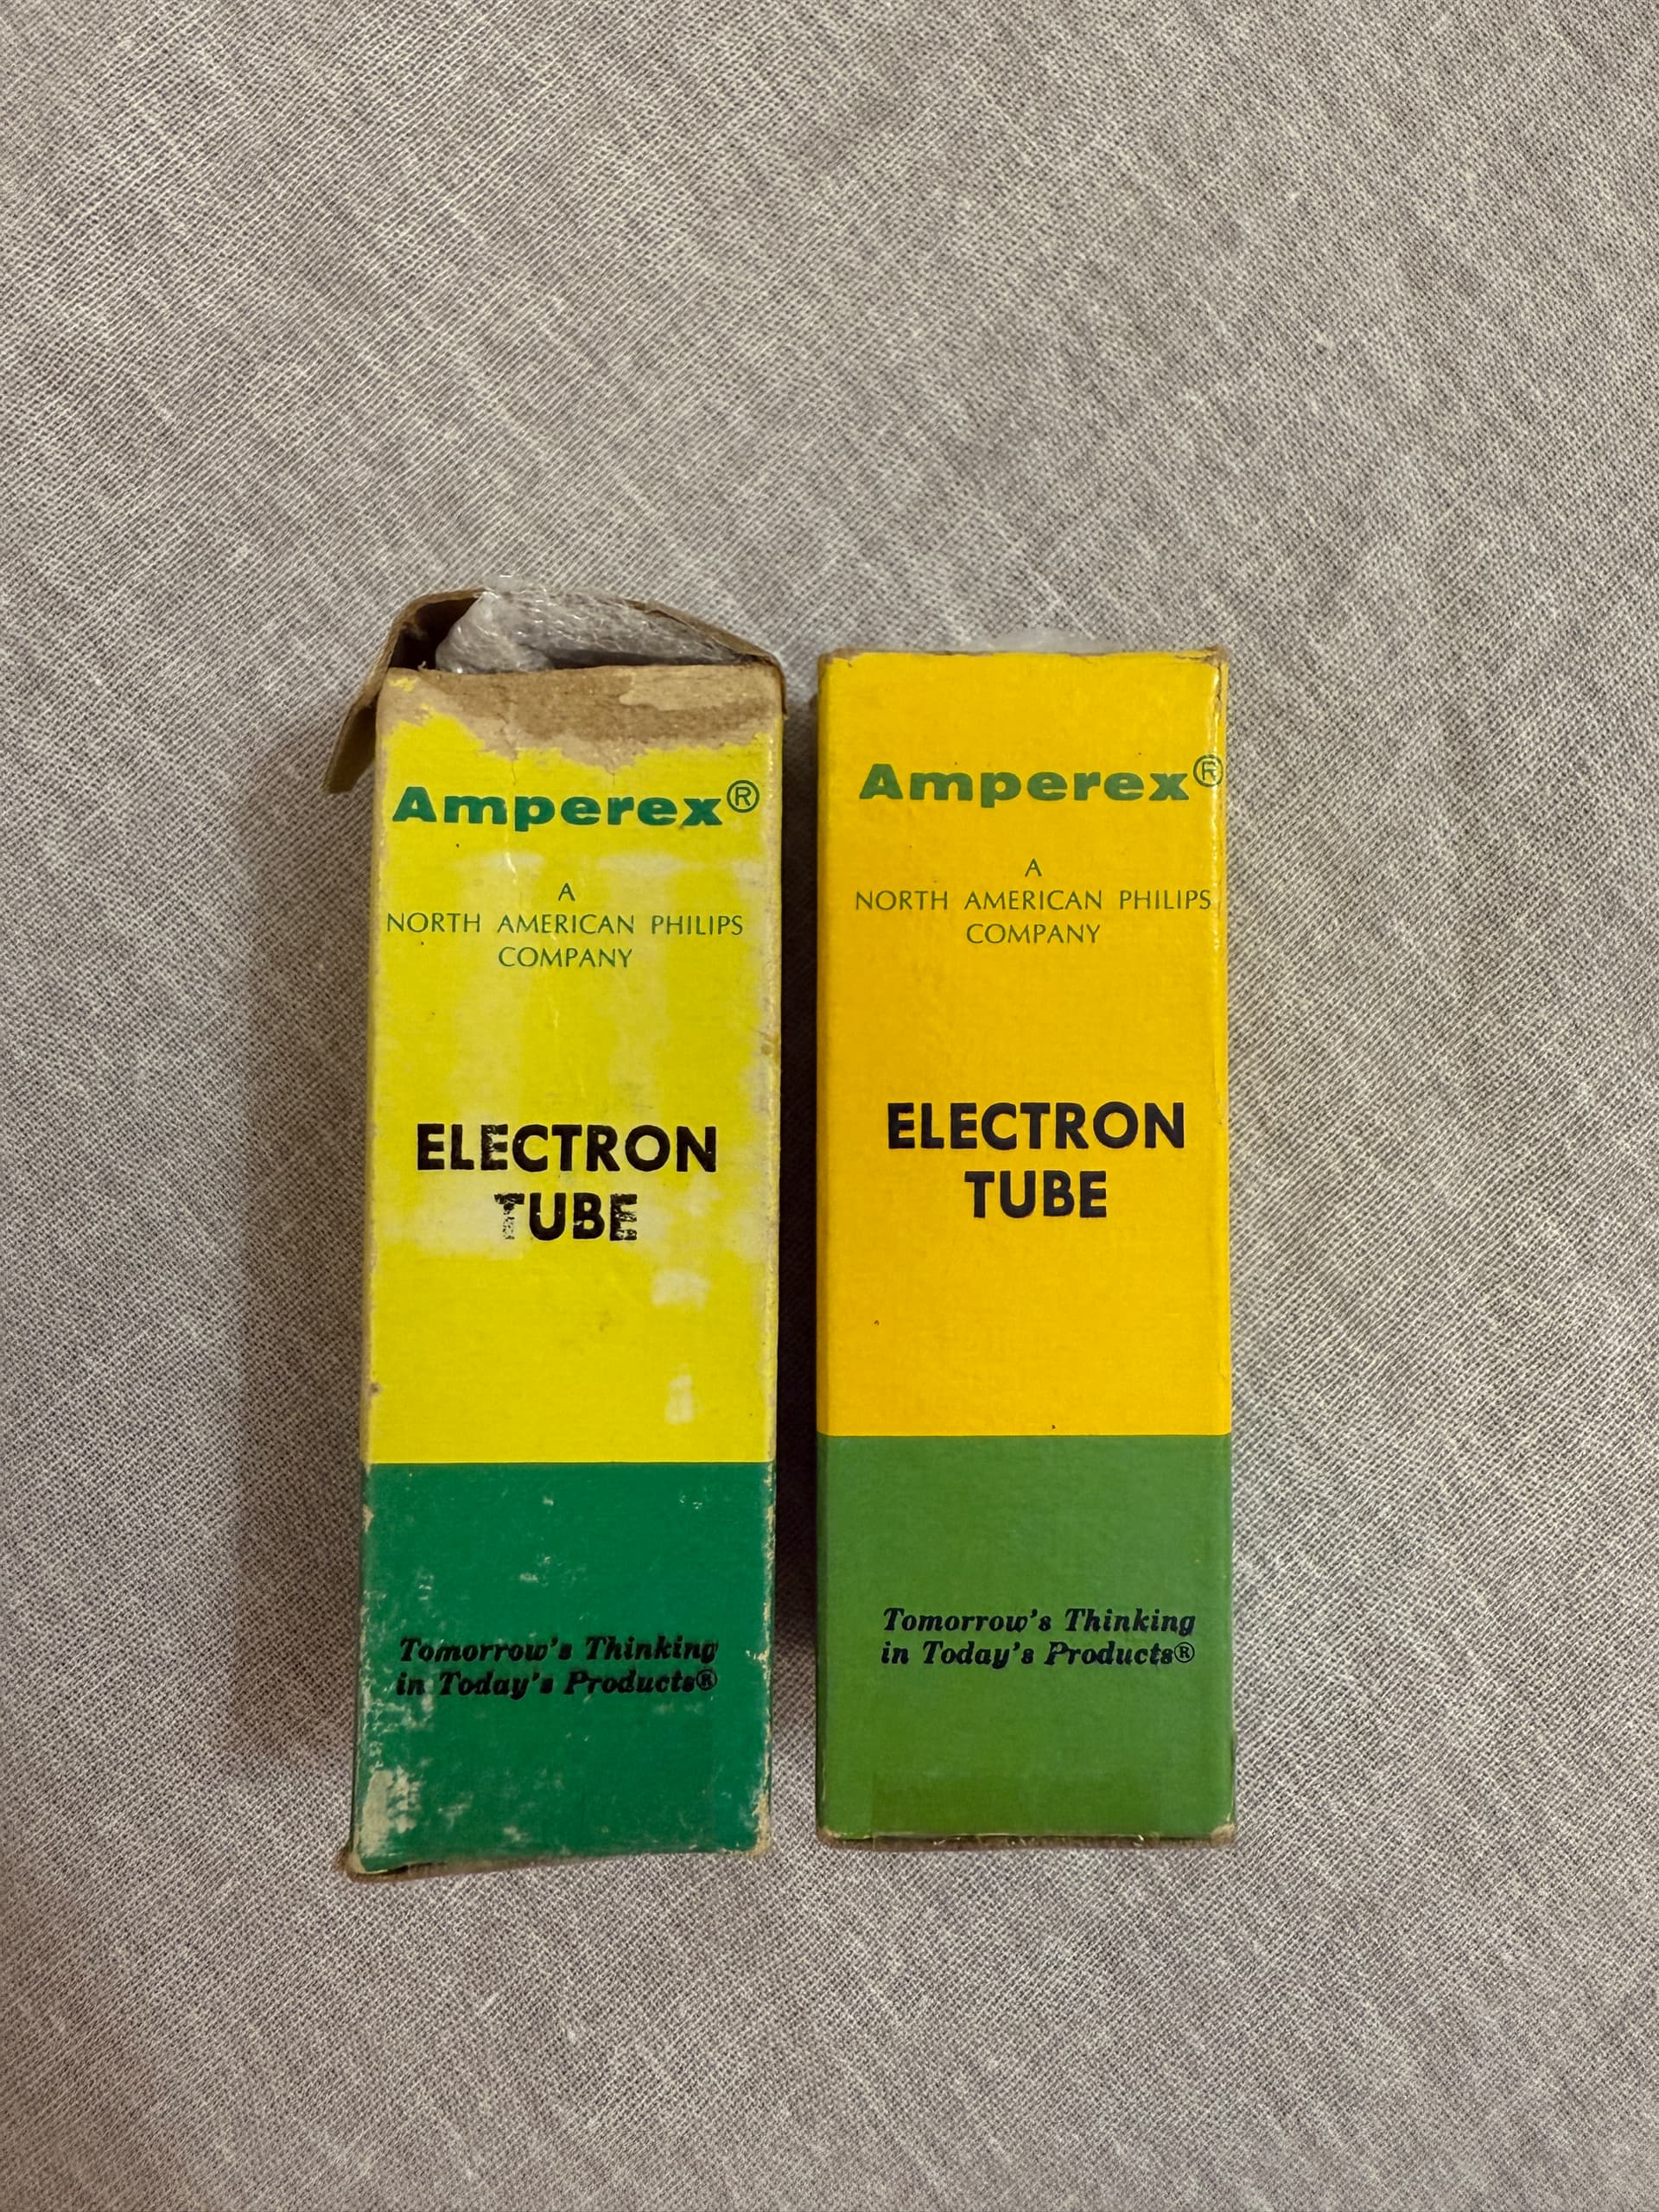 Amperex®
A
NORTH AMERICAN PHILIPS
COMPANY
ELECTRON
TUBE
Tomorrow's Thinking
in Today's Products®
Amperex®
A
NORTH AMERICAN PHILIPS
COMPANY
ELECTRON
TUBE
Tomorrow's Thinking
in Today's Products®